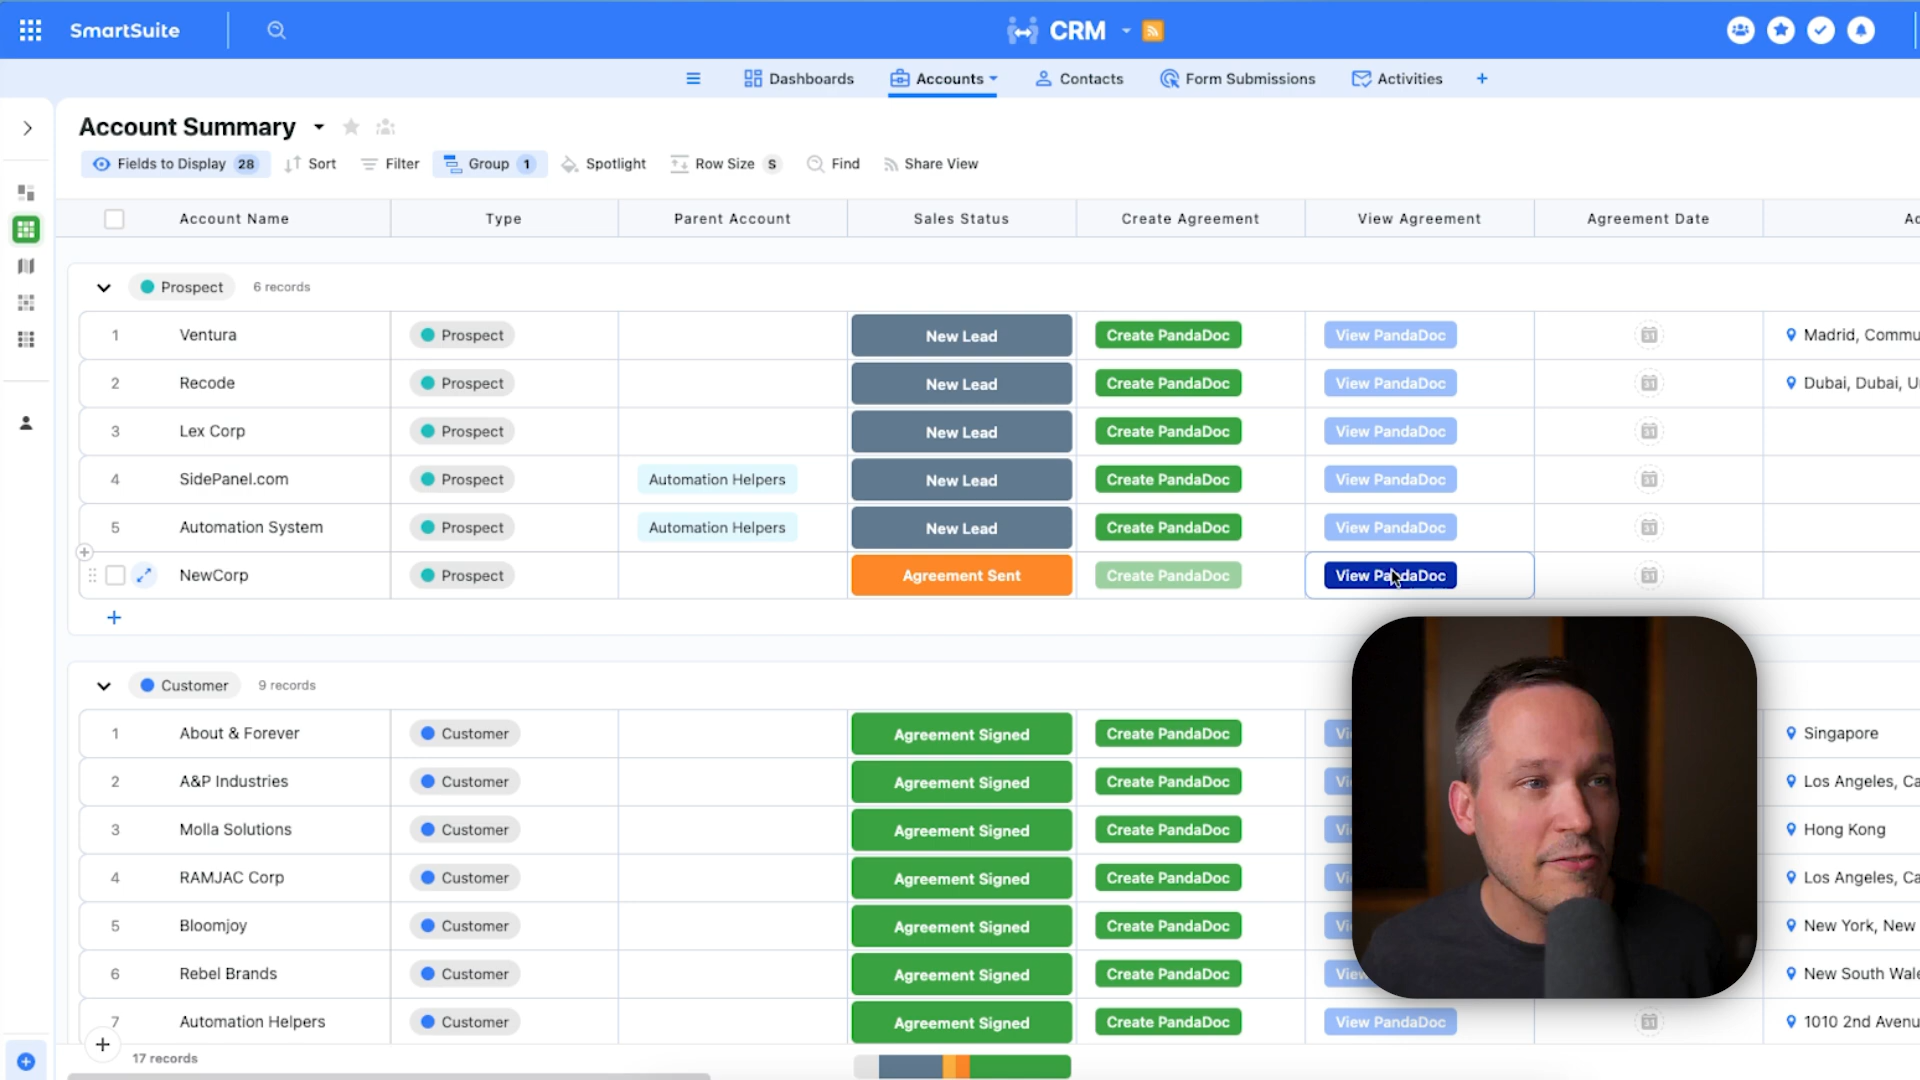 SmartSuite
CRM
Dashboards
Accounts
Contacts
Form Submissions
Activities
Account Summary
Fields to Display 28
Sort
Filter
Group 1
Spotlight
Row Size S
Find
Share View
Account Name Type Parent Account Sales Status Create Agreement View Agreement Agreement Date
Prospect 6 records
1 Ventura Prospect New Lead Create PandaDoc View PandaDoc 31 Madrid, Commu
2 Recode Prospect New Lead Create PandaDoc View PandaDoc 31 Dubai, Dubai, U
3 Lex Corp Prospect New Lead Create PandaDoc View PandaDoc 31
4 SidePanel.com Prospect Automation Helpers New Lead Create PandaDoc View PandaDoc 31
5 Automation System Prospect Automation Helpers New Lead Create PandaDoc View PandaDoc 31
NewCorp Prospect Agreement Sent Create PandaDoc View PandaDoc 31
Customer 9 records
1 About & Forever Customer Agreement Signed Create PandaDoc Singapore
2 A&P Industries Customer Agreement Signed Create PandaDoc Los Angeles, Ca
3 Molla Solutions Customer Agreement Signed Create PandaDoc Hong Kong
4 RAMJAC Corp Customer Agreement Signed Create PandaDoc Los Angeles, Ca
5 Bloomjoy Customer Agreement Signed Create PandaDoc New York, New
6 Rebel Brands Customer Agreement Signed Create PandaDoc New South Wale
7 Automation Helpers Customer Agreement Signed Create PandaDoc View PandaDoc 31 1010 2nd Avenu
17 records